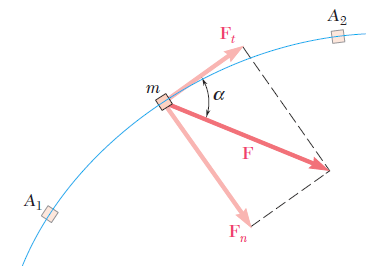 A₂
Fₜ
m
α
F
A₁
Fₙ